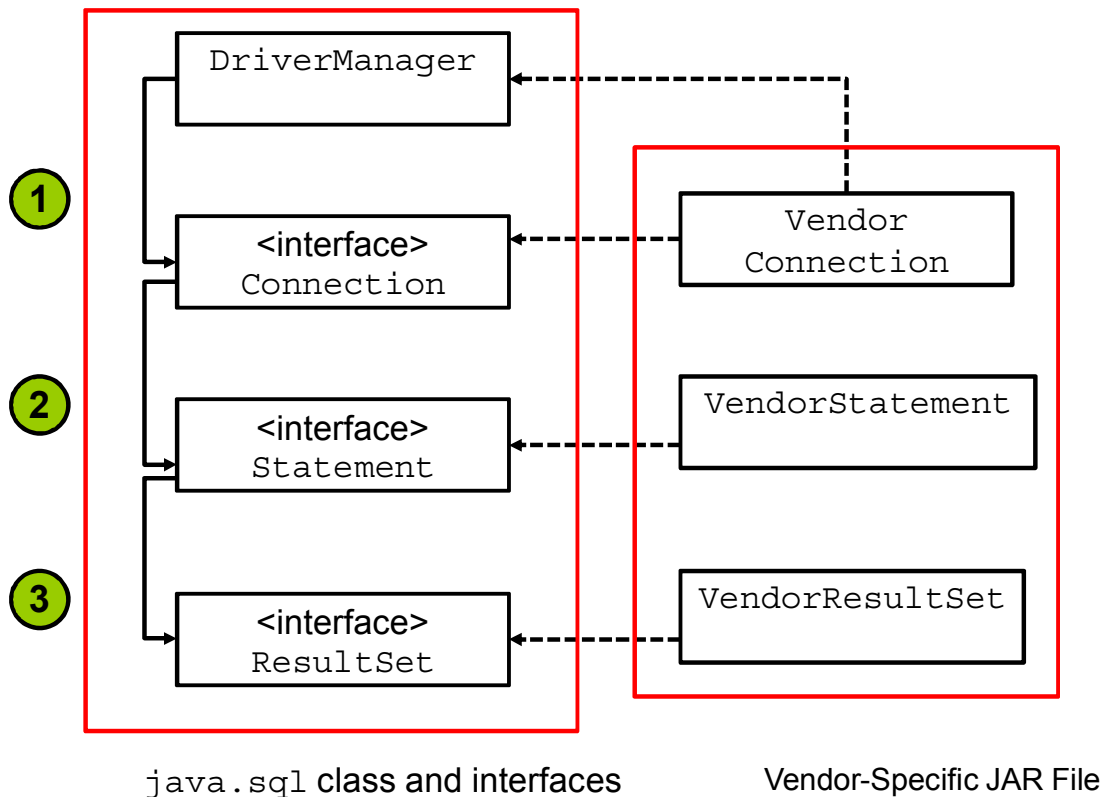 DriverManager
1
<interface>
Connection
Vendor
Connection
2
<interface>
Statement
VendorStatement
3
<interface>
ResultSet
VendorResultSet
java.sql class and interfaces
Vendor-Specific JAR File